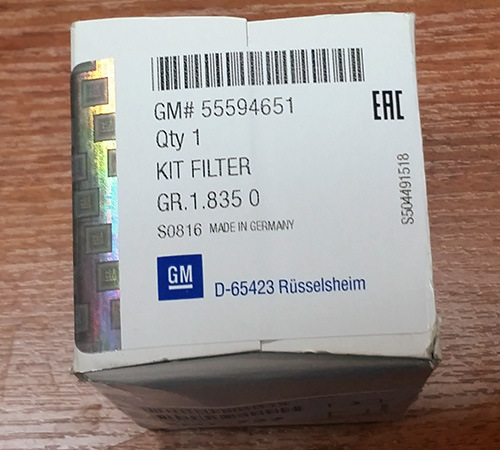 GM# 55594651
Qty 1
KIT FILTER
GR.1.835 0
S0816 MADE IN GERMANY
GM
D-65423 Rüsselsheim
EAC
S504491518